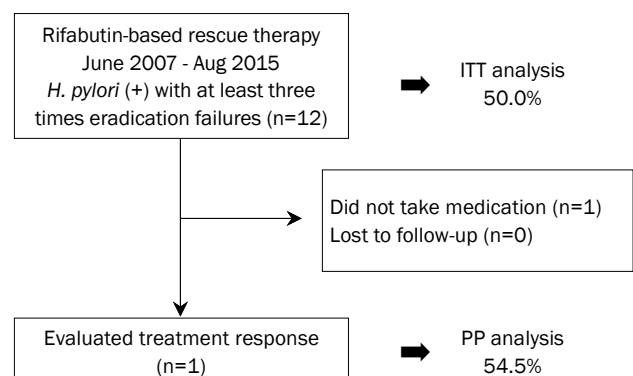 Rifabutin-based rescue therapy
June 2007 - Aug 2015
H. pylori (+) with at least three
times eradication failures (n=12)
ITT analysis
50.0%
Did not take medication (n=1)
Lost to follow-up (n=0)
Evaluated treatment response
(n=1)
PP analysis
54.5%